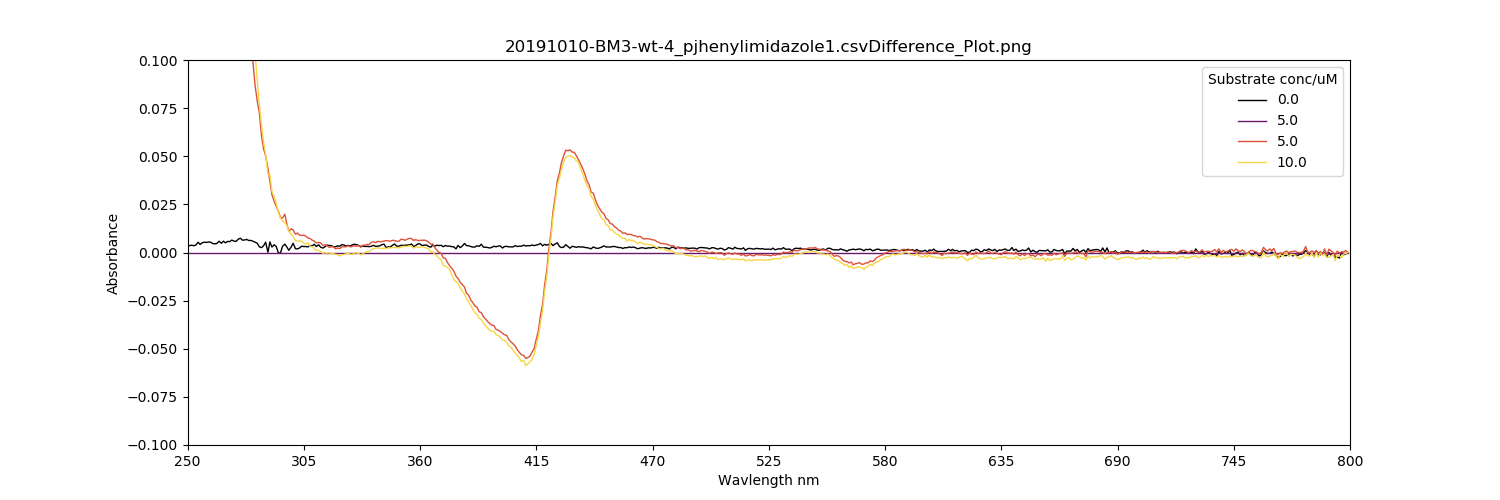 20191010-BM3-wt-4_pjhenylimidazole1.csvDifference_Plot.png
Absorbance
0.100
0.075
0.050
0.025
0.000
−0.025
−0.050
−0.075
−0.100
Substrate conc/uM
0.0
5.0
5.0
10.0
250 305 360 415 470 525 580 635 690 745 800
Wavlength nm